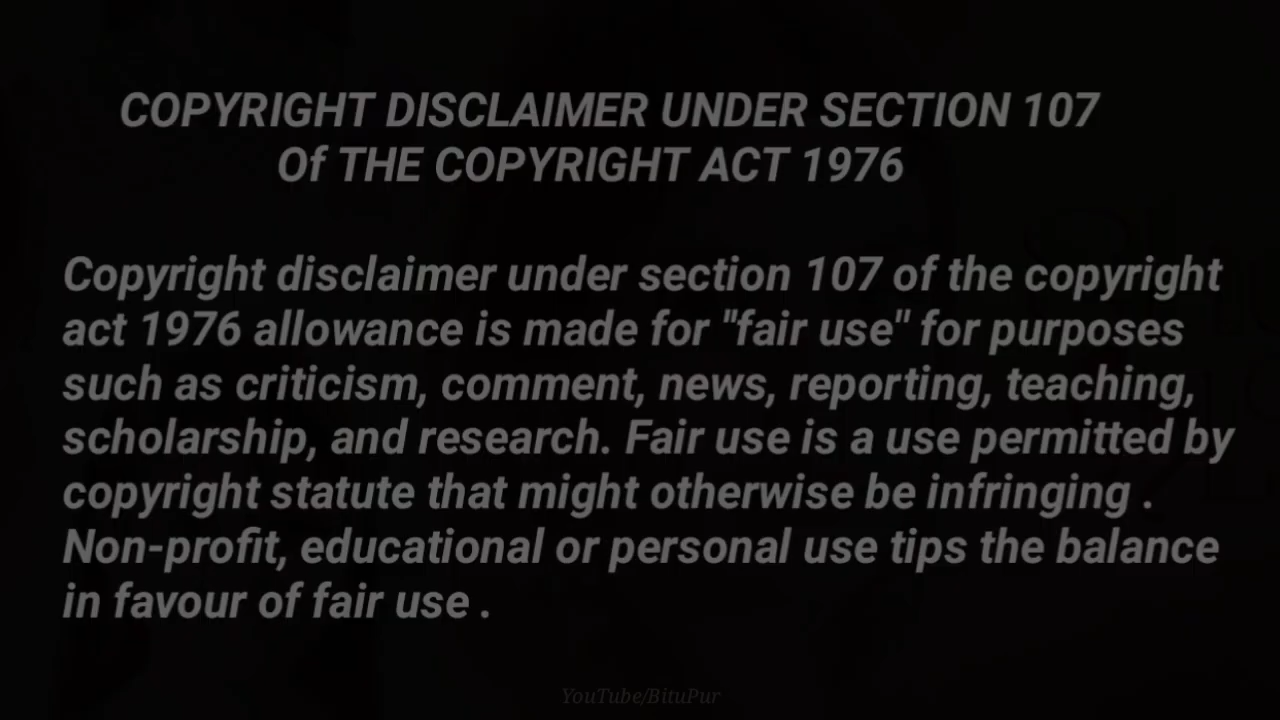 COPYRIGHT DISCLAIMER UNDER SECTION 107
Of THE COPYRIGHT ACT 1976
Copyright disclaimer under section 107 of the copyright
act 1976 allowance is made for "fair use" for purposes
such as criticism, comment, news, reporting, teaching,
scholarship, and research. Fair use is a use permitted by
copyright statute that might otherwise be infringing .
Non-profit, educational or personal use tips the balance
in favour of fair use .
YouTube/BituPur